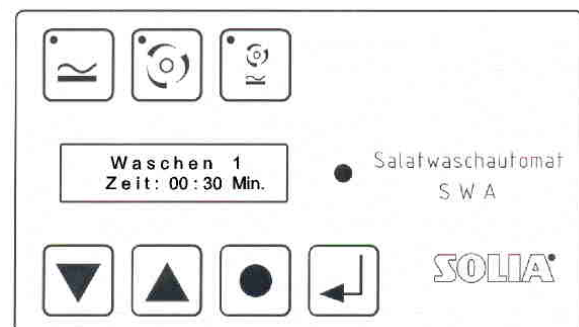 Waschen 1
Zeit: 00:30 Min.
Salatwaschautomat
SWA
SOLIA